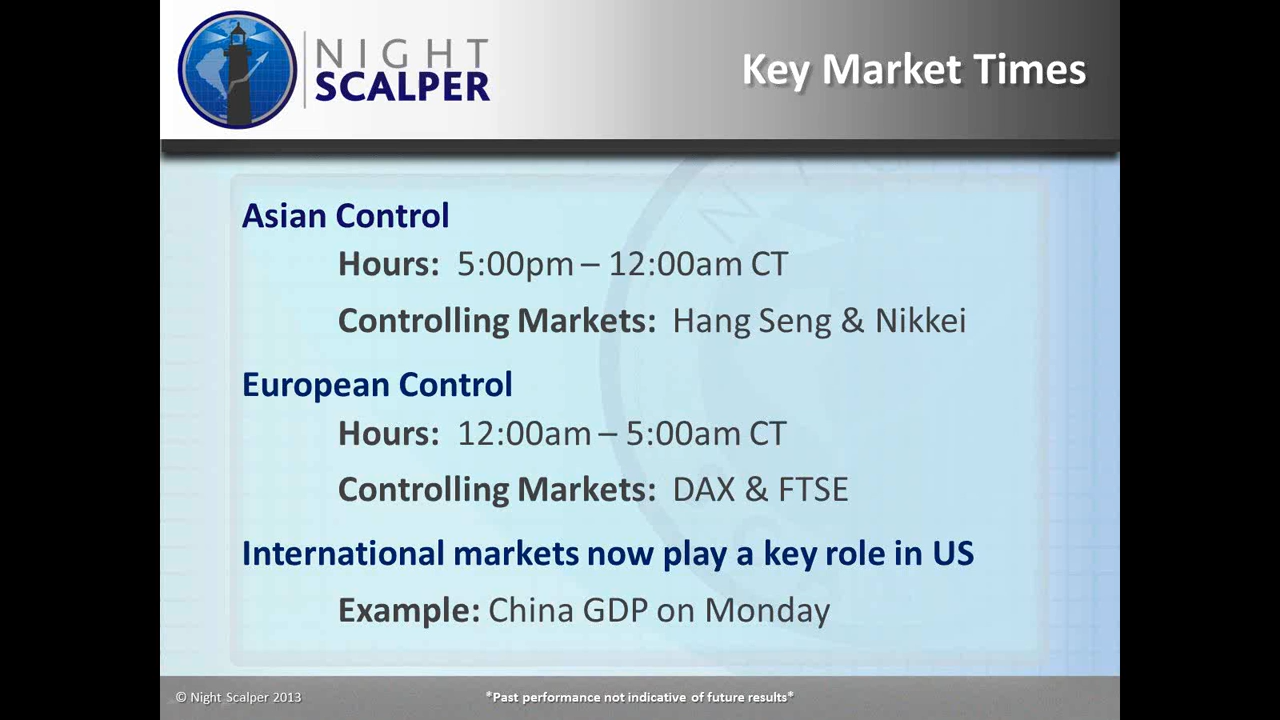 NIGHT
SCALPER
Key Market Times
Asian Control
Hours: 5:00pm – 12:00am CT
Controlling Markets: Hang Seng & Nikkei
European Control
Hours: 12:00am – 5:00am CT
Controlling Markets: DAX & FTSE
International markets now play a key role in US
Example: China GDP on Monday
© Night Scalper 2013
*Past performance not indicative of future results*